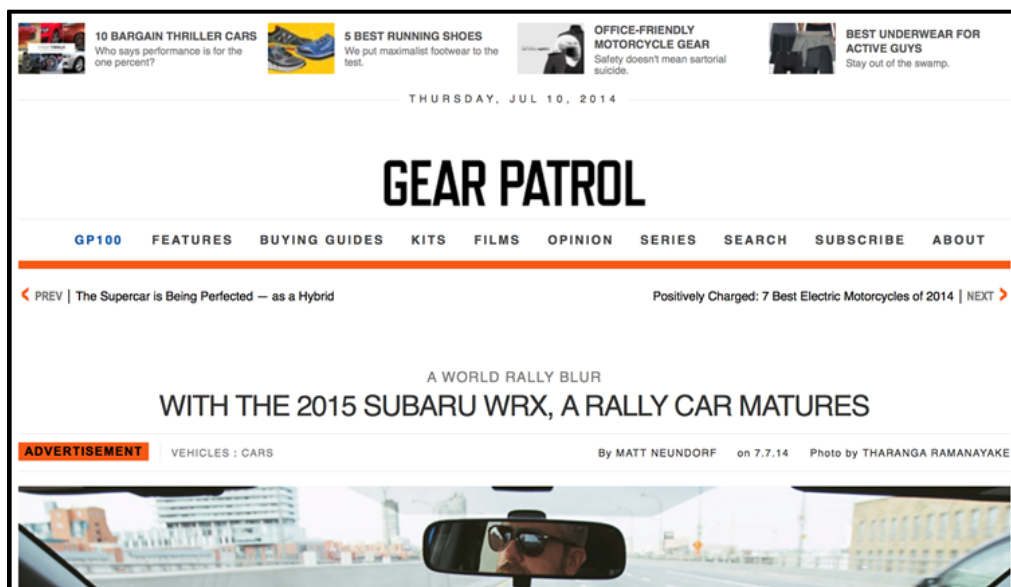 10 BARGAIN THRILLER CARS
Who says performance is for the
one percent?
5 BEST RUNNING SHOES
We put maximalist footwear to the
test.
OFFICE-FRIENDLY
MOTORCYCLE GEAR
Safety doesn't mean sartorial
suicide.
BEST UNDERWEAR FOR
ACTIVE GUYS
Stay out of the swamp.
THURSDAY, JUL 10, 2014
GEAR PATROL
GP100 FEATURES BUYING GUIDES KITS FILMS OPINION SERIES SEARCH SUBSCRIBE ABOUT
PREV | The Supercar is Being Perfected — as a Hybrid
Positively Charged: 7 Best Electric Motorcycles of 2014 | NEXT
A WORLD RALLY BLUR
WITH THE 2015 SUBARU WRX, A RALLY CAR MATURES
ADVERTISEMENT VEHICLES : CARS By MATT NEUNDORF on 7.7.14 Photo by THARANGA RAMANAYAKE